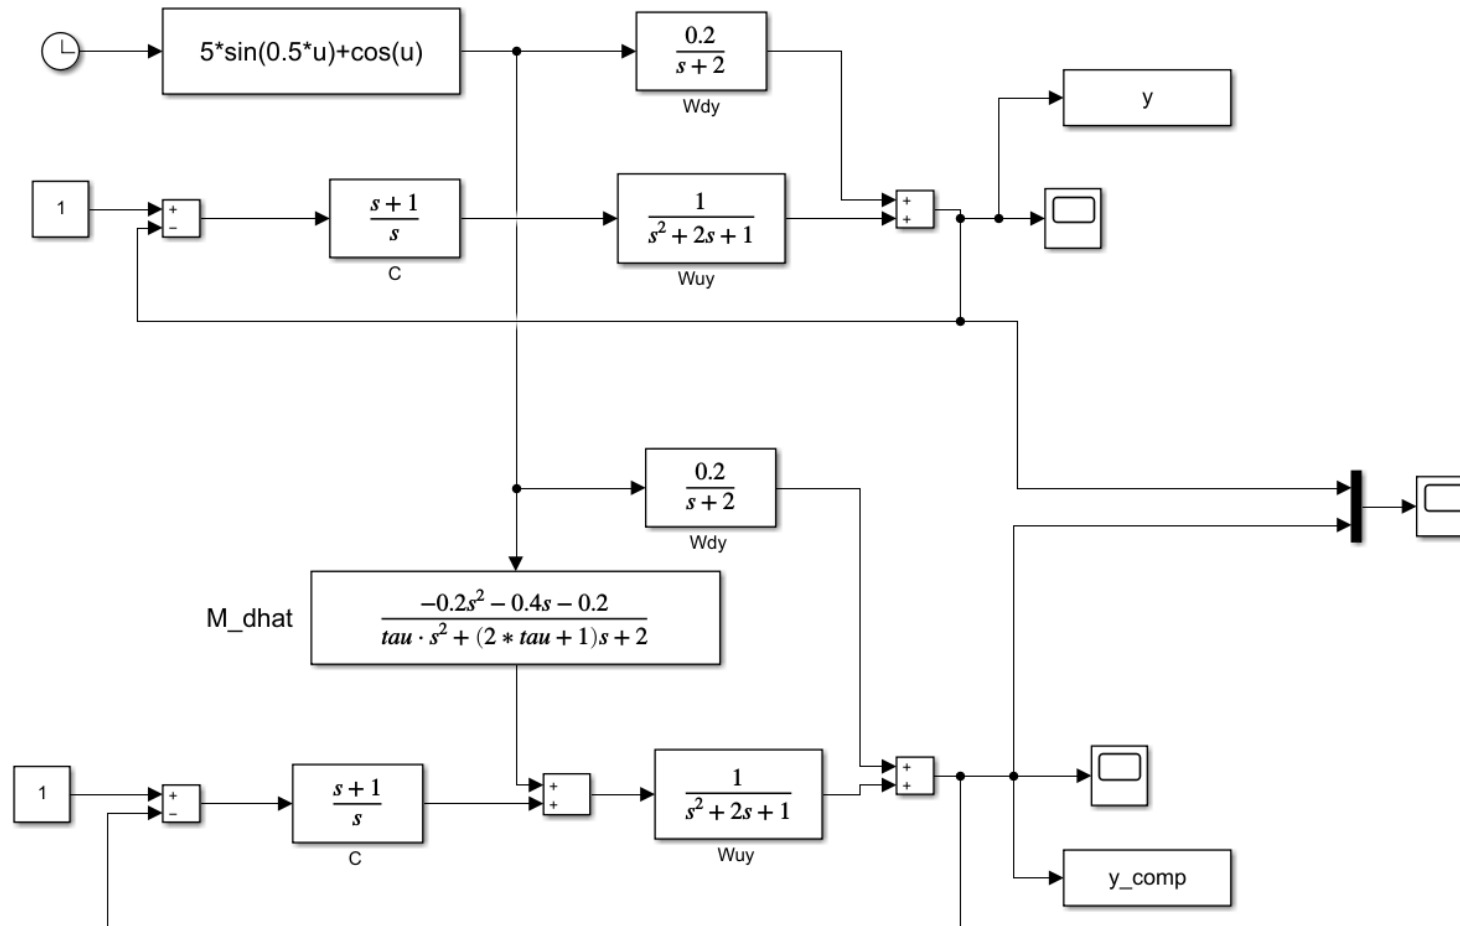 5*sin(0.5*u)+cos(u)
0.2
s + 2
Wdy
y
1
+
−
s + 1
s
C
1
s² + 2s + 1
Wuy
+
+
0.2
s + 2
Wdy
M_dhat
−0.2s² − 0.4s − 0.2
tau · s² + (2 * tau + 1)s + 2
1
+
−
s + 1
s
C
+
+
1
s² + 2s + 1
Wuy
+
+
y_comp